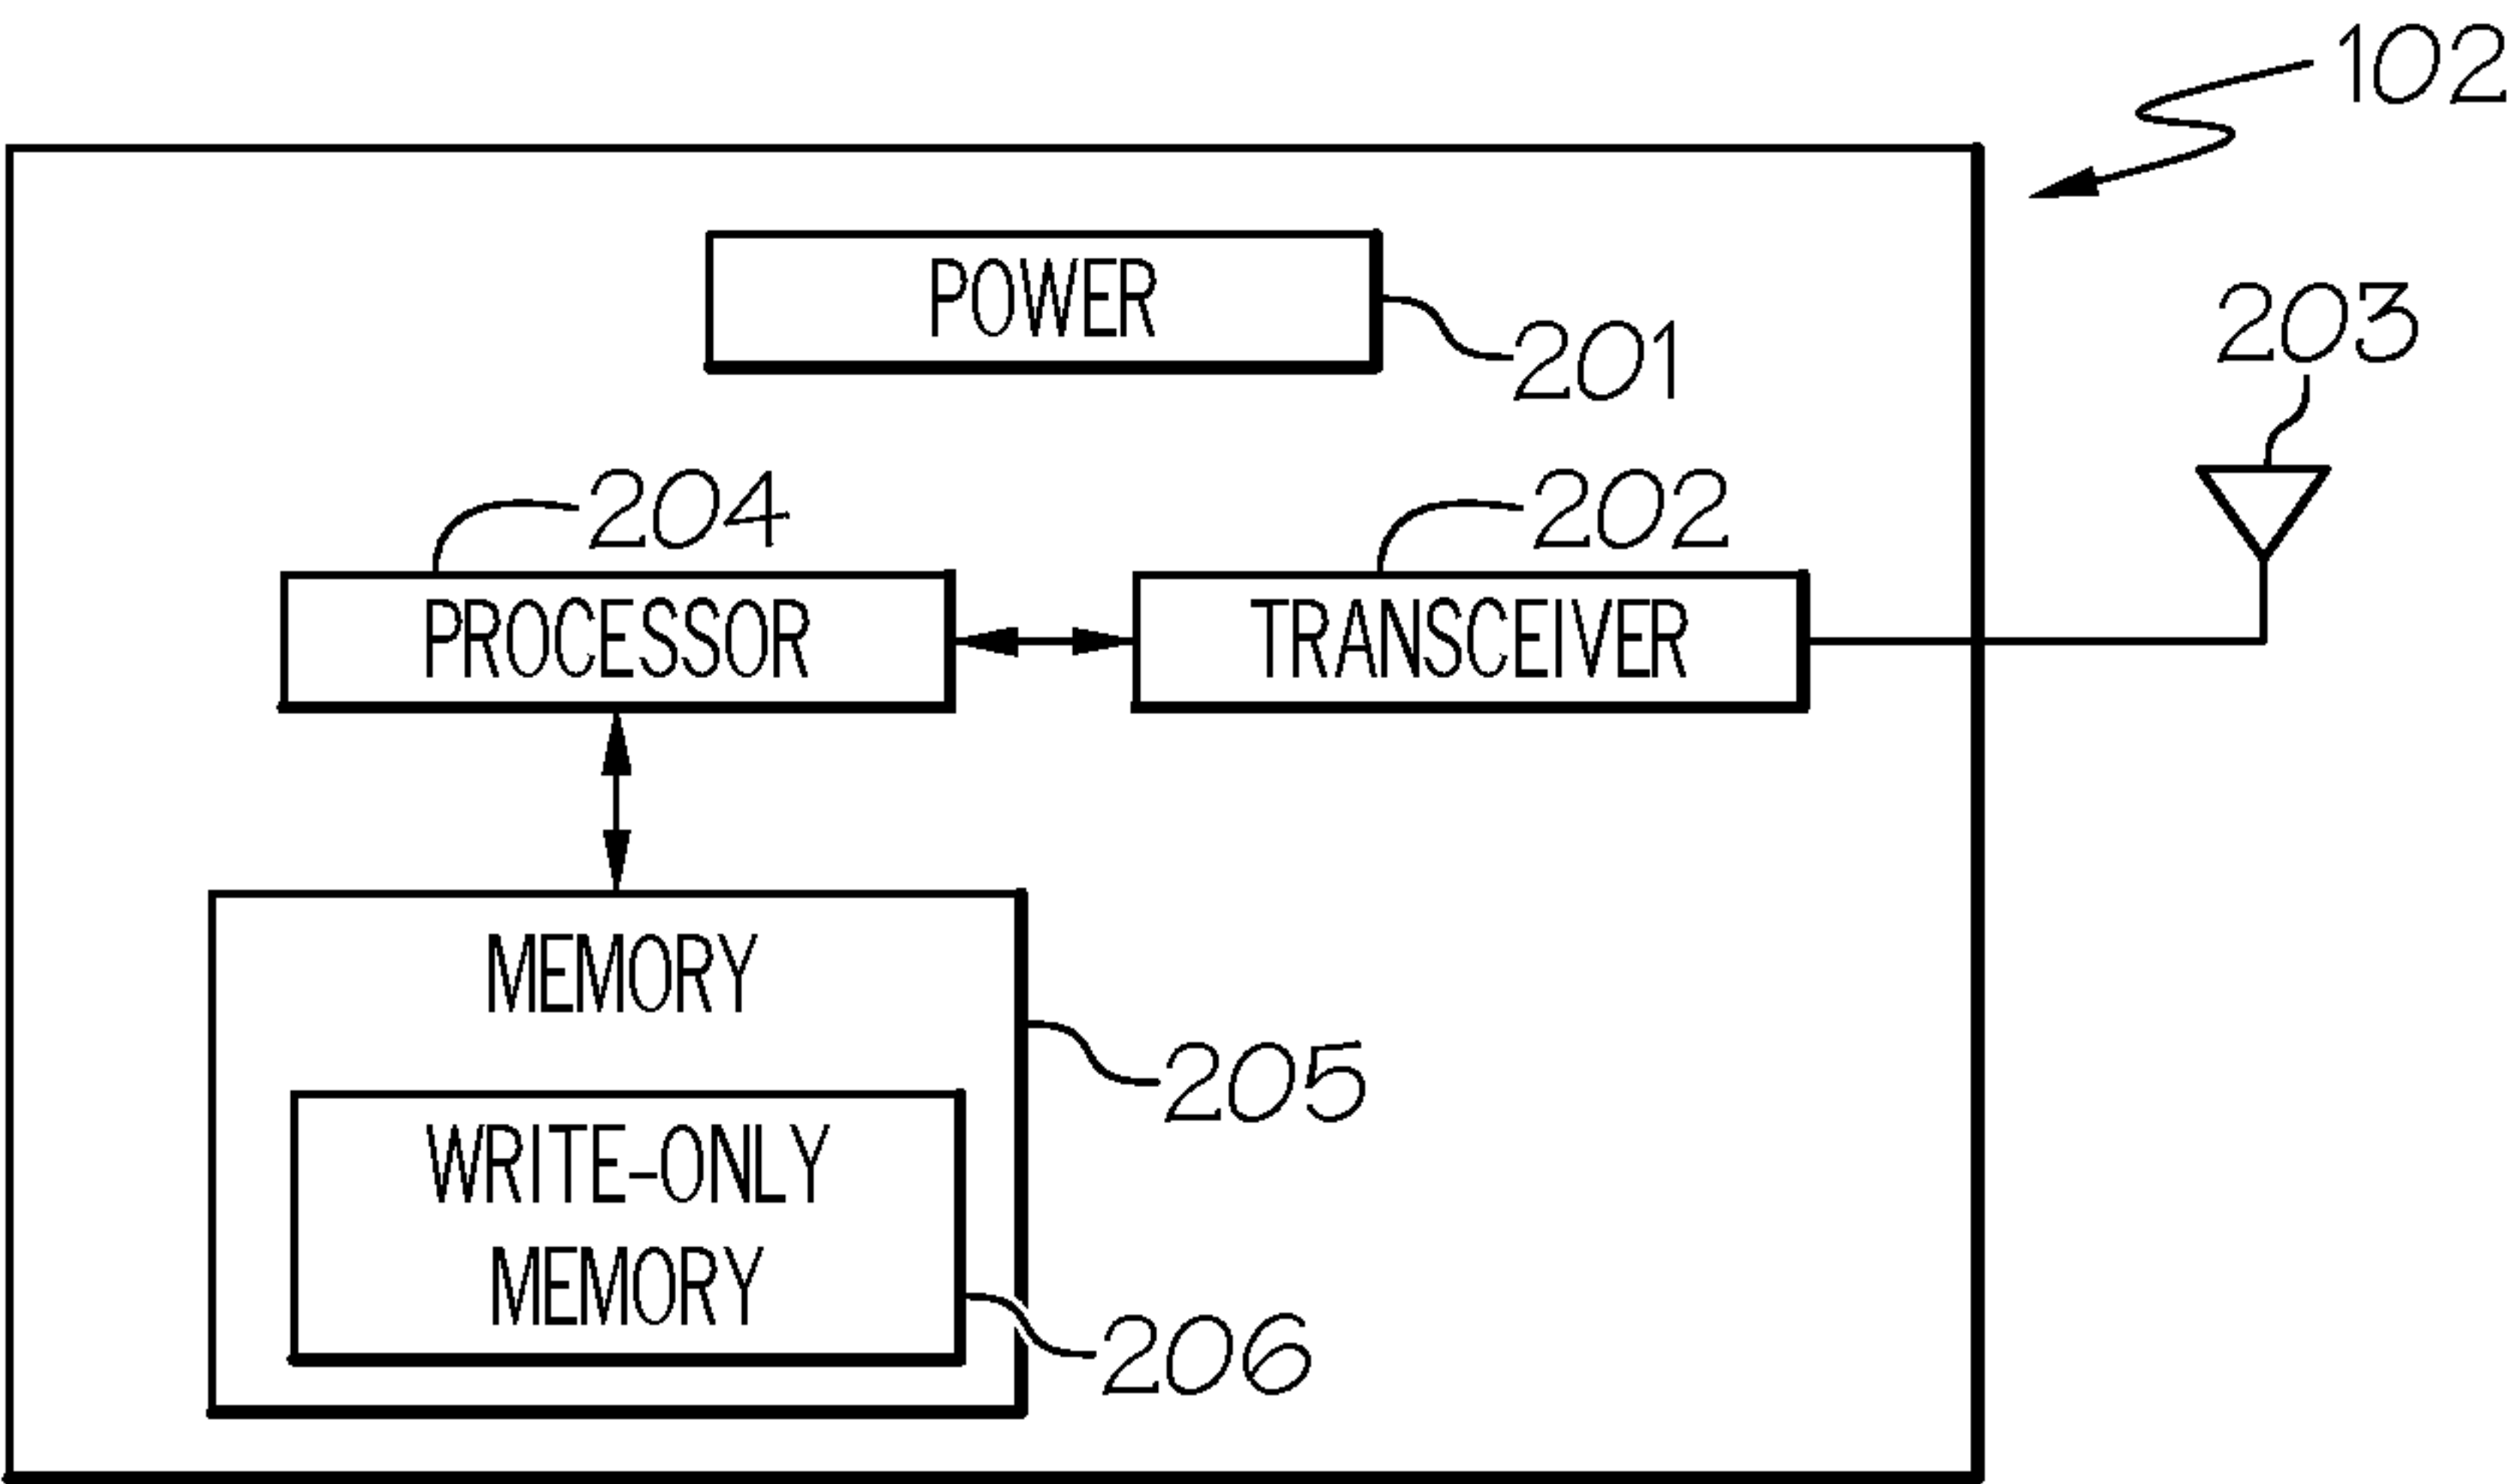 102
POWER
201
203
204
202
PROCESSOR
TRANSCEIVER
MEMORY
205
WRITE-ONLY
MEMORY
206